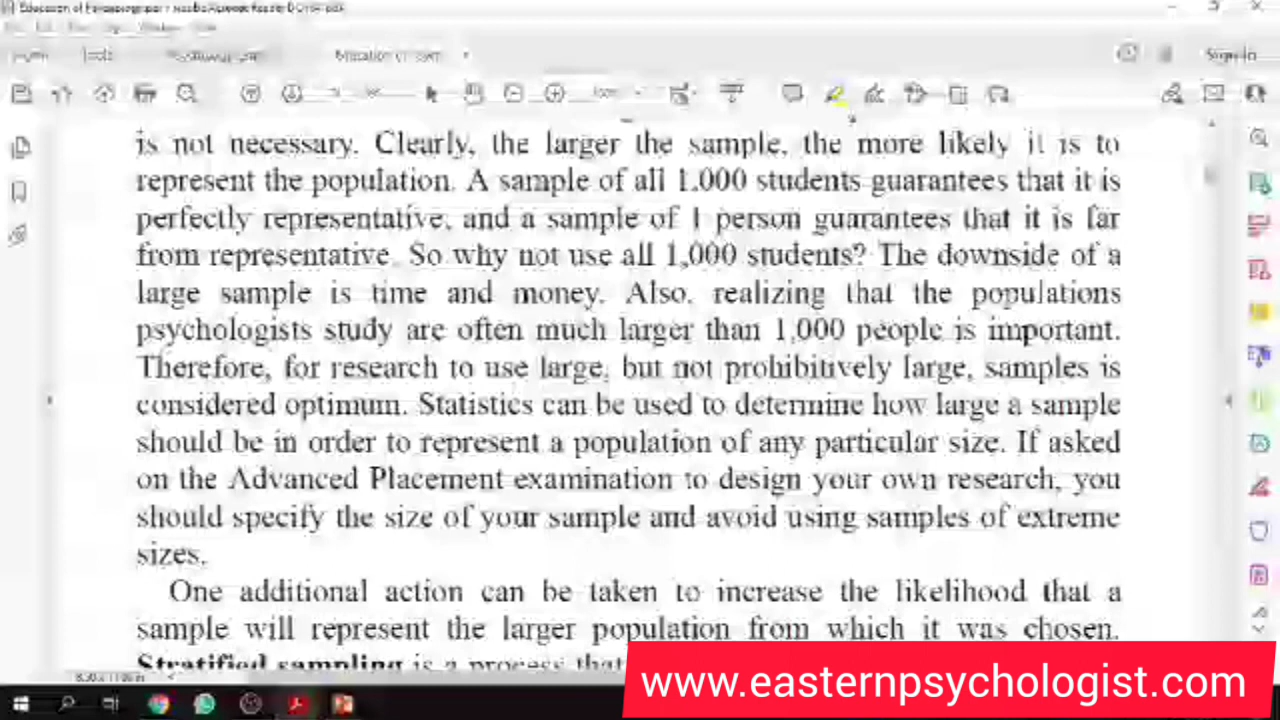 Sign In
is not necessary. Clearly, the larger the sample, the more likely it is to
represent the population. A sample of all 1,000 students guarantees that it is
perfectly representative, and a sample of 1 person guarantees that it is far
from representative. So why not use all 1,000 students? The downside of a
large sample is time and money. Also, realizing that the populations
psychologists study are often much larger than 1,000 people is important.
Therefore, for research to use large, but not prohibitively large, samples is
considered optimum. Statistics can be used to determine how large a sample
should be in order to represent a population of any particular size. If asked
on the Advanced Placement examination to design your own research, you
should specify the size of your sample and avoid using samples of extreme
sizes.
One additional action can be taken to increase the likelihood that a
sample will represent the larger population from which it was chosen.
Stratified sampling is a process that
www.easternpsychologist.com